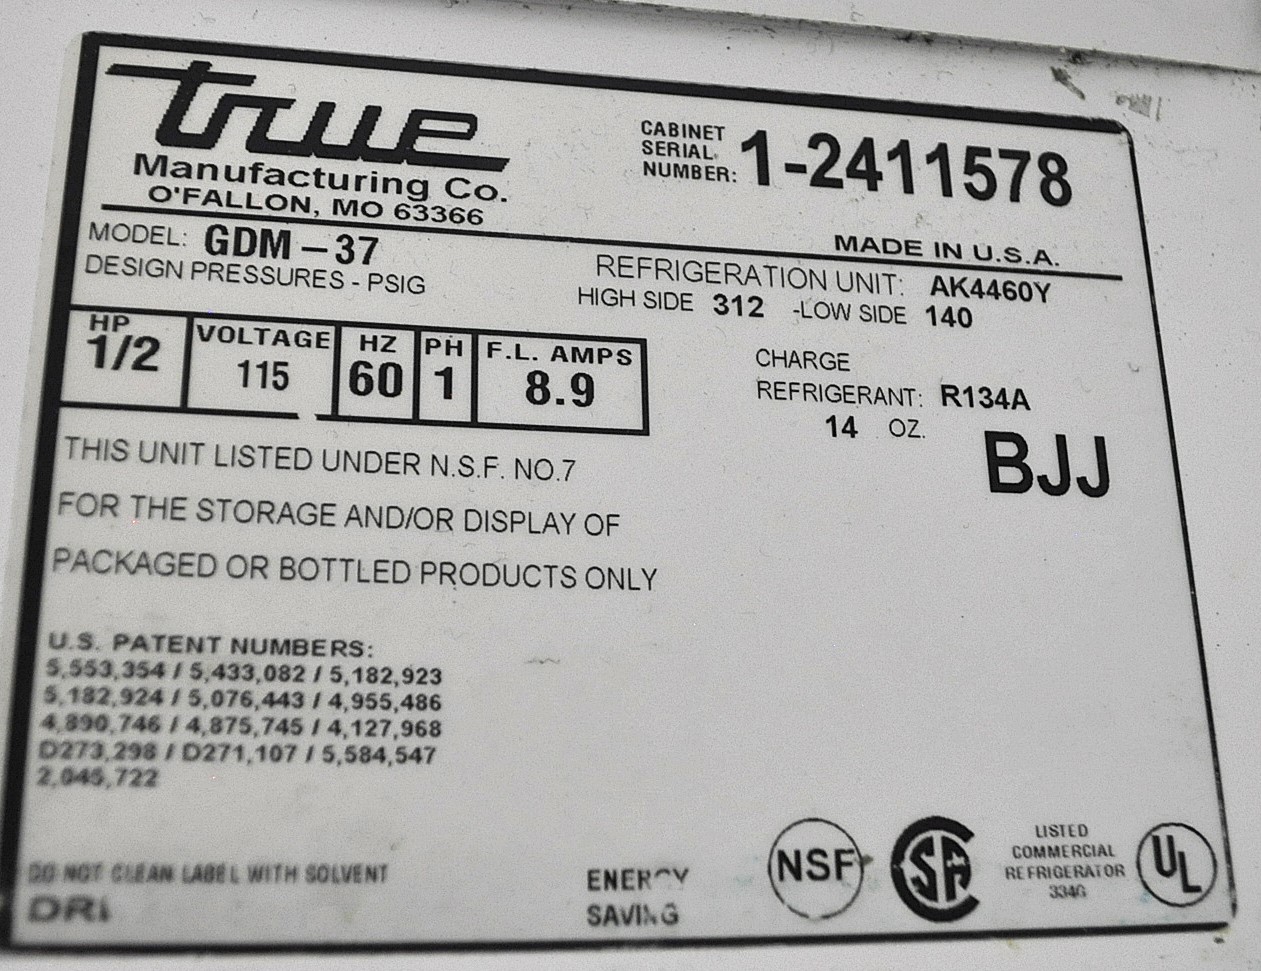 true
Manufacturing Co.
O'FALLON, MO 63366
CABINET
SERIAL
NUMBER: 1-2411578
MADE IN U.S.A.
MODEL: GDM-37
DESIGN PRESSURES - PSIG
REFRIGERATION UNIT: AK4460Y
HIGH SIDE 312 -LOW SIDE 140
HP VOLTAGE HZ PH F.L. AMPS
1/2 115 60 1 8.9
CHARGE
REFRIGERANT: R134A
14 OZ.
BJJ
THIS UNIT LISTED UNDER N.S.F. NO.7
FOR THE STORAGE AND/OR DISPLAY OF
PACKAGED OR BOTTLED PRODUCTS ONLY
U.S. PATENT NUMBERS:
5,553,354 / 5,433,082 / 5,182,923
5,182,924 / 5,076,443 / 4,955,486
4,890,746 / 4,875,745 / 4,127,968
D273,298 / D271,107 / 5,584,547
2,045,722
DO NOT CLEAN LABEL WITH SOLVENT
DRI
ENERGY
SAVING
NSF
SA
LISTED
COMMERCIAL
REFRIGERATOR
334G
UL